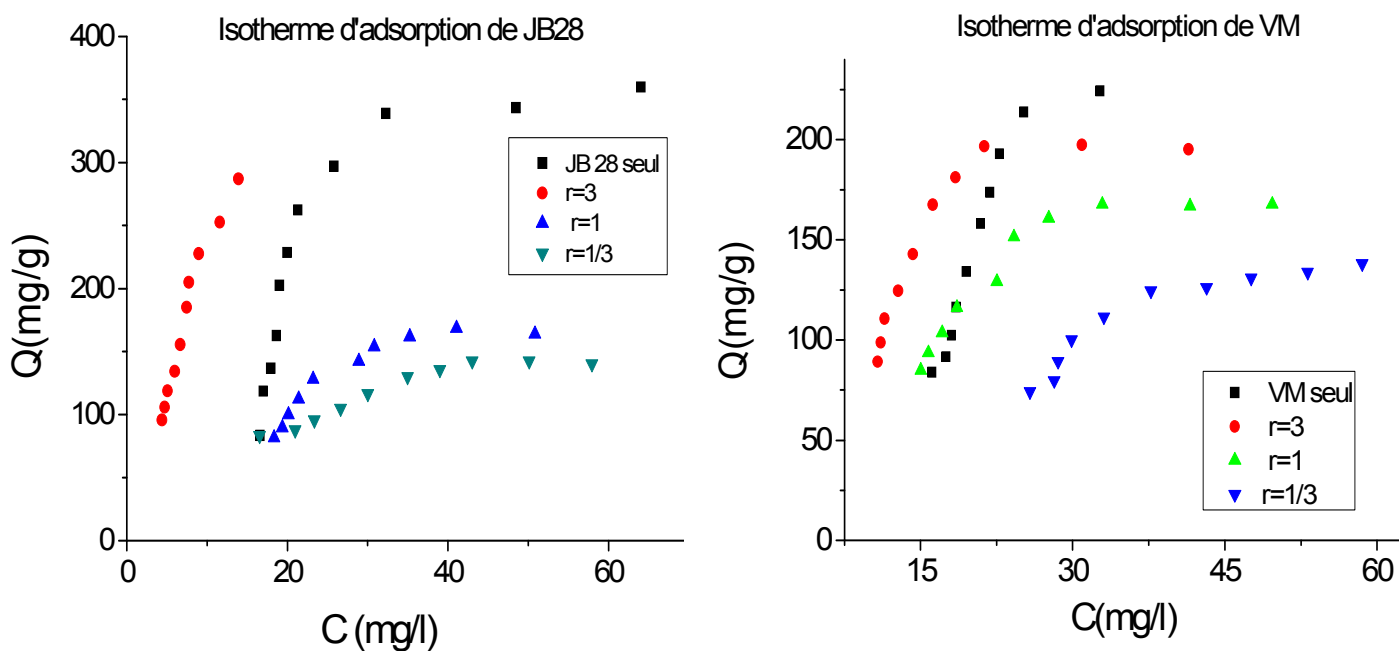 Isotherme d'adsorption de JB28
400
300
200
100
0
Q(mg/g)
0
20
40
60
C (mg/l)
JB 28 seul
r=3
r=1
r=1/3
Isotherme d'adsorption de VM
200
150
100
50
0
Q(mg/g)
15
30
45
60
C(mg/l)
VM seul
r=3
r=1
r=1/3